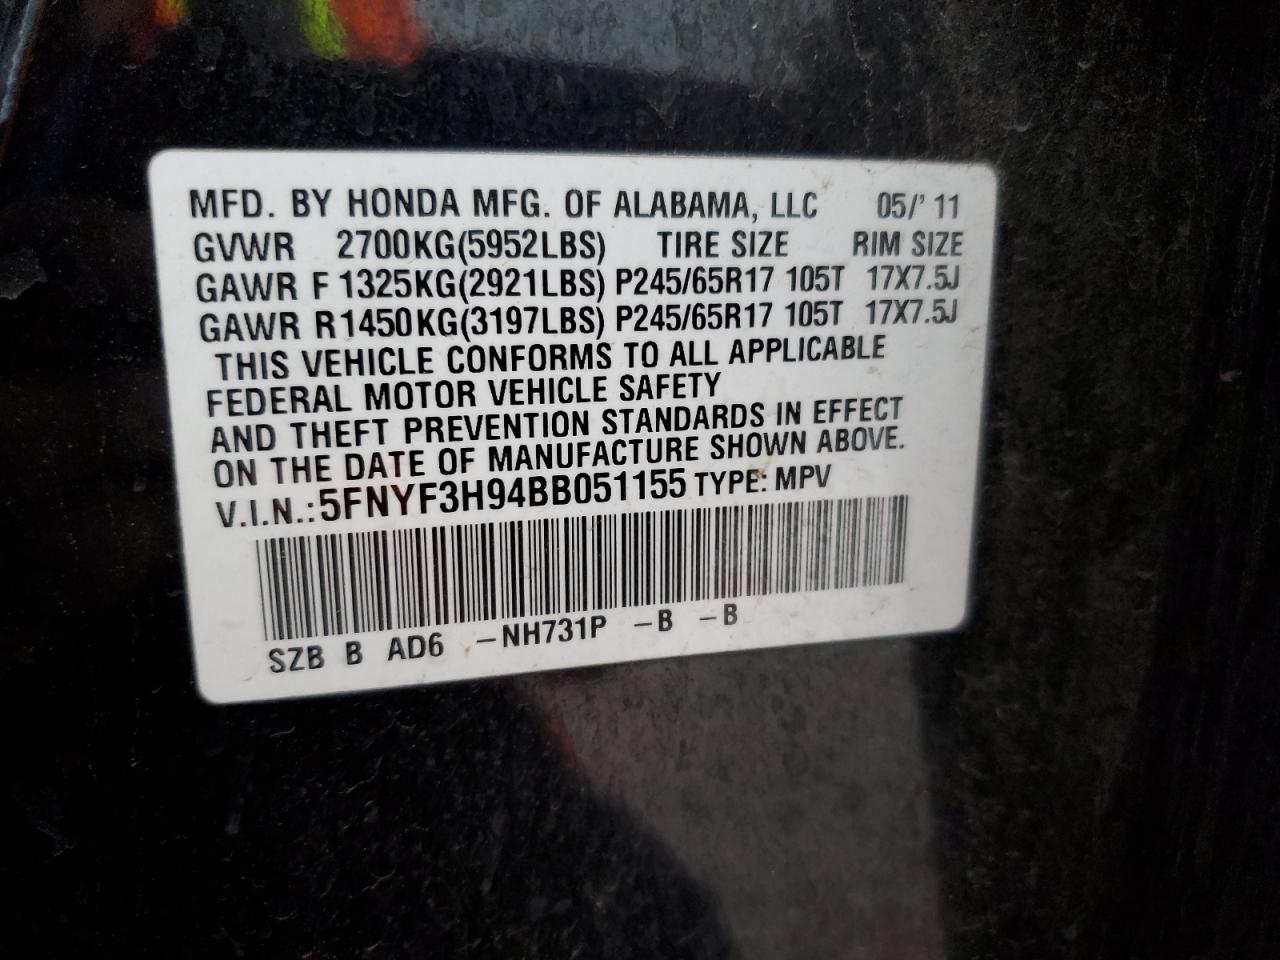 MFD. BY HONDA MFG. OF ALABAMA, LLC 05/'11
GVWR 2700KG(5952LBS) TIRE SIZE RIM SIZE
GAWR F 1325KG(2921LBS) P245/65R17 105T 17X7.5J
GAWR R 1450KG(3197LBS) P245/65R17 105T 17X7.5J
THIS VEHICLE CONFORMS TO ALL APPLICABLE
FEDERAL MOTOR VEHICLE SAFETY
AND THEFT PREVENTION STANDARDS IN EFFECT
ON THE DATE OF MANUFACTURE SHOWN ABOVE.
V.I.N.: 5FNYF3H94BB051155 TYPE: MPV
SZB B AD6 -NH731P -B -B